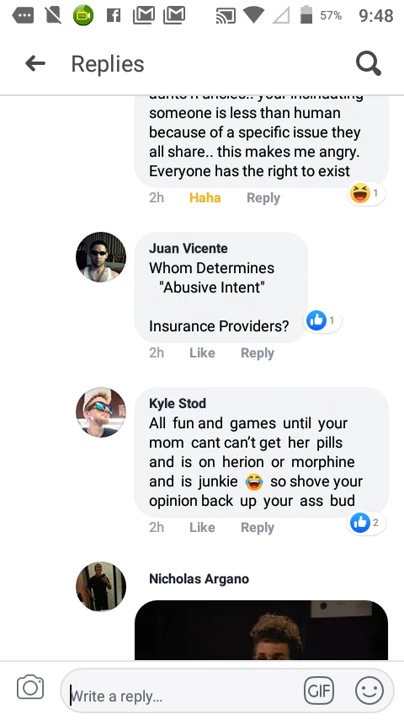 57% 9:48
Replies
someone is less than human
because of a specific issue they
all share.. this makes me angry.
Everyone has the right to exist
2h Haha Reply 1
Juan Vicente
Whom Determines
"Abusive Intent"
Insurance Providers?
1
2h Like Reply
Kyle Stod
All fun and games until your
mom cant can't get her pills
and is on herion or morphine
and is junkie 😂 so shove your
opinion back up your ass bud
2h Like Reply 2
Nicholas Argano
Write a reply...
GIF